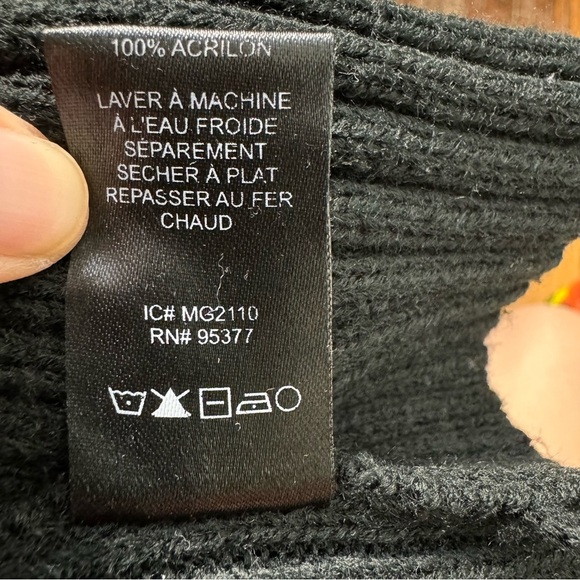 100% ACRILON
LAVER À MACHINE
À L'EAU FROIDE
SÉPAREMENT
SECHER À PLAT
REPASSER AU FER
CHAUD
IC# MG2110
RN# 95377